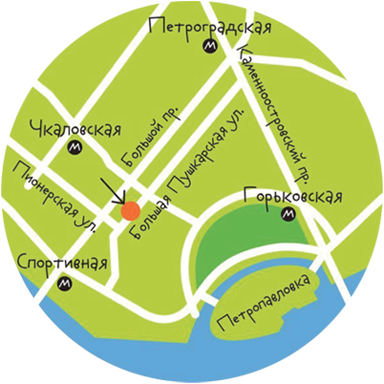 Петроградская
М
Каменноостровский пр.
Чкаловская
М
Большой пр.
Большая Пушкарская ул.
Пионерская ул.
Горьковская
М
Спортивная
М
Петропавловка